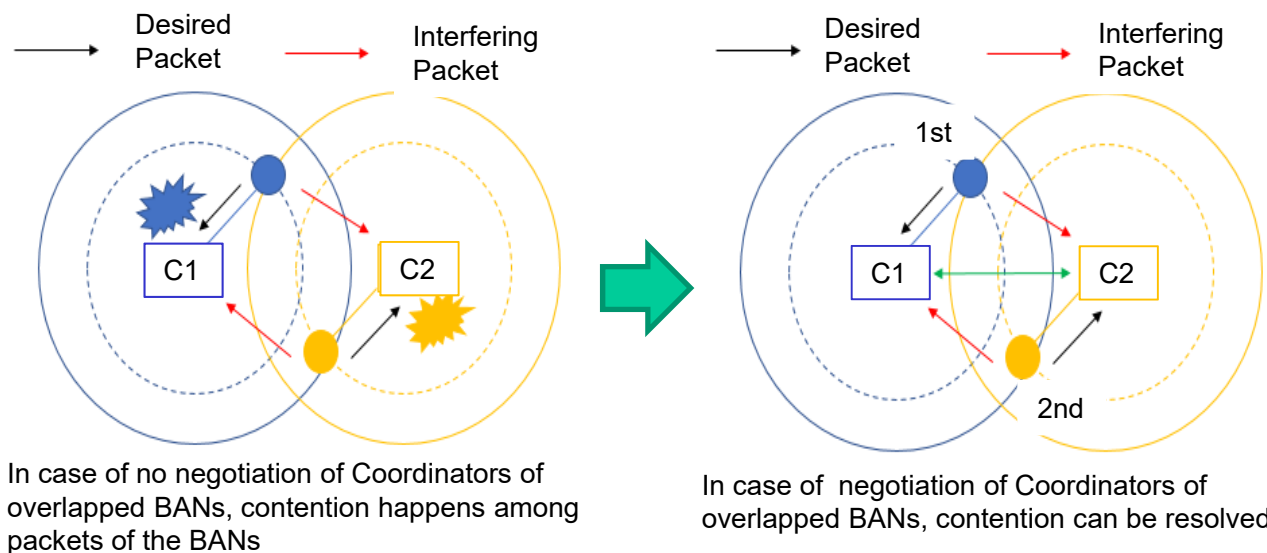 Desired
Packet
Interfering
Packet
C1
C2
In case of no negotiation of Coordinators of
overlapped BANs, contention happens among
packets of the BANs
Desired
Packet
Interfering
Packet
1st
C1
C2
2nd
In case of  negotiation of Coordinators of
overlapped BANs, contention can be resolved